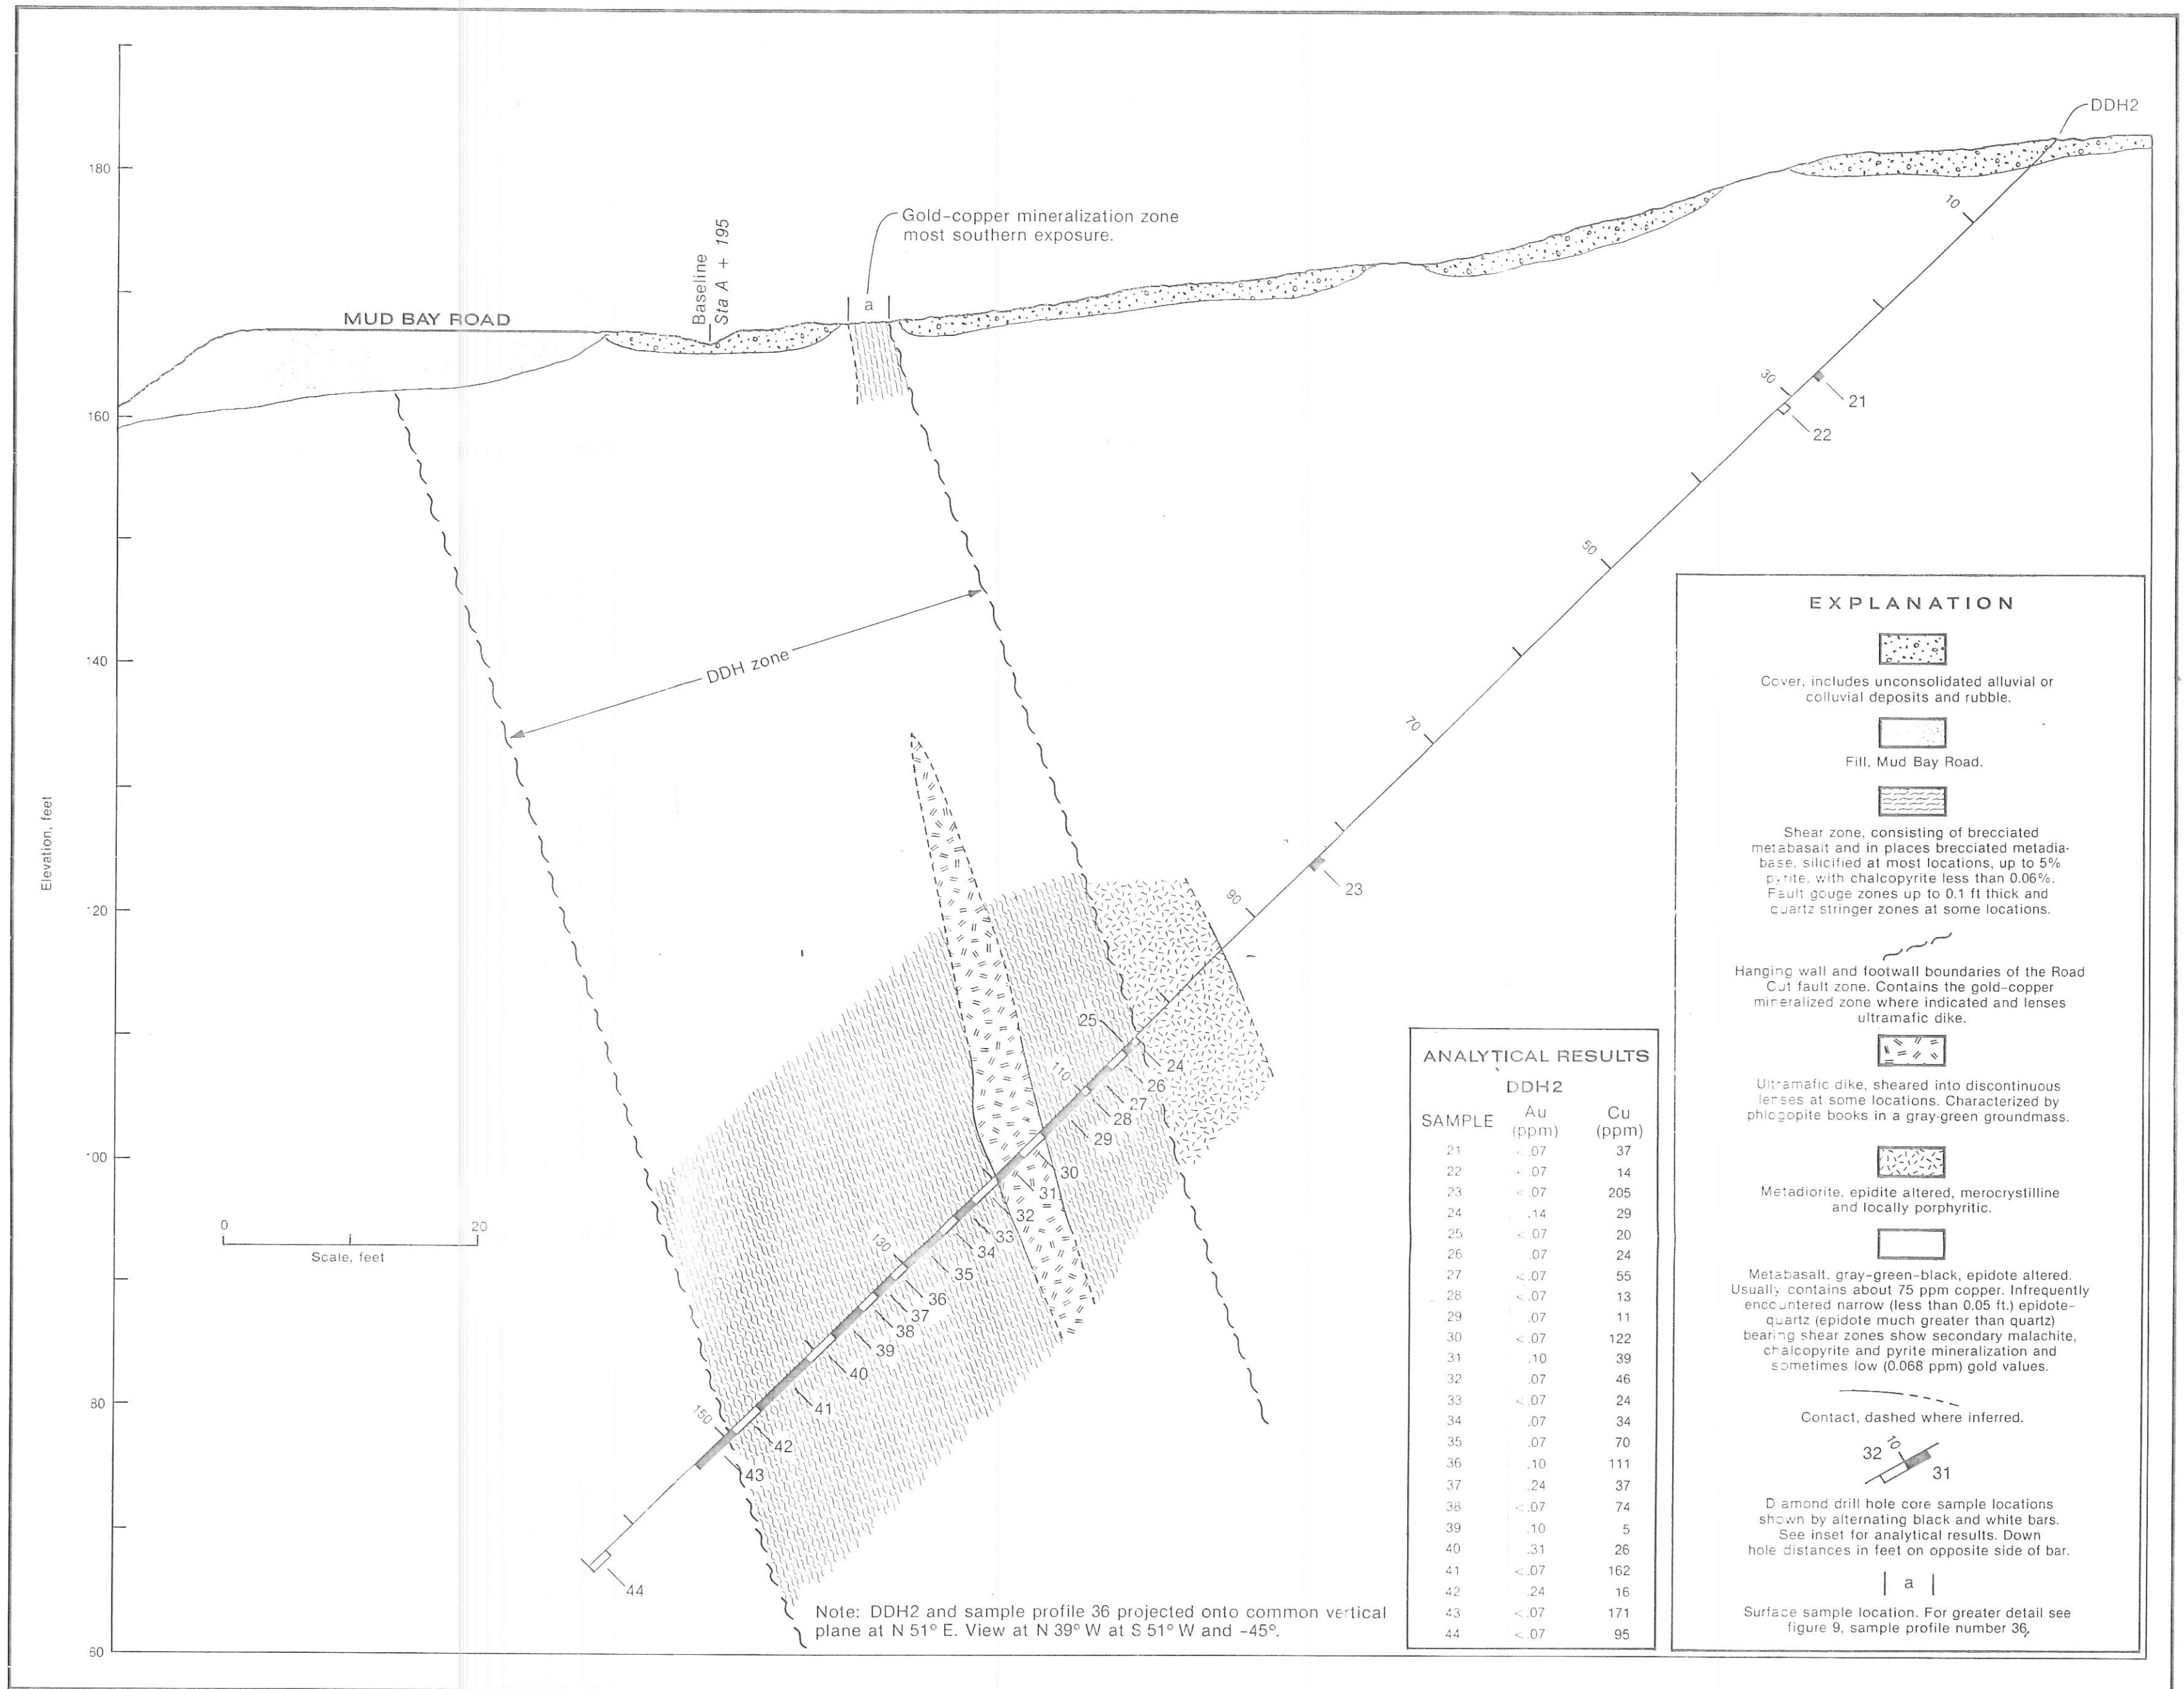 DDH2
180
10
Gold-copper mineralization zone
most southern exposure.
Baseline
Sta A + 195
a
MUD BAY ROAD
30
21
160
22
50
EXPLANATION
Cover, includes unconsolidated alluvial or
colluvial deposits and rubble.
Fill, Mud Bay Road.
Shear zone, consisting of brecciated
metabasalt and in places brecciated metadia-
base, silicified at most locations, up to 5%
pyrite, with chalcopyrite less than 0.06%.
Fault gouge zones up to 0.1 ft thick and
quartz stringer zones at some locations.
Hanging wall and footwall boundaries of the Road
Cut fault zone. Contains the gold-copper
mineralized zone where indicated and lenses
ultramafic dike.
Ultramafic dike, sheared into discontinuous
lenses at some locations. Characterized by
phlogopite books in a gray-green groundmass.
Metadiorite, epidite altered, merocrystilline
and locally porphyritic.
Metabasalt, gray-green-black, epidote altered.
Usually contains about 75 ppm copper. Infrequently
encountered narrow (less than 0.05 ft.) epidote-
quartz (epidote much greater than quartz)
bearing shear zones show secondary malachite,
chalcopyrite and pyrite mineralization and
sometimes low (0.068 ppm) gold values.
Contact, dashed where inferred.
32 10
31
Diamond drill hole core sample locations
shown by alternating black and white bars.
See inset for analytical results. Down
hole distances in feet on opposite side of bar.
a
Surface sample location. For greater detail see
figure 9, sample profile number 36.
140
DDH zone
70
Elevation, feet
23
120
90
25
24
110
26
27
28
29
100
30
31
32
33
0 20
Scale, feet
130
34
35
36
37
38
39
40
80
41
150
42
43
44
60
ANALYTICAL RESULTS
DDH2
SAMPLE Au (ppm) Cu (ppm)
21 <.07 37
22 <.07 14
23 <.07 205
24 .14 29
25 <.07 20
26 .07 24
27 <.07 55
28 <.07 13
29 .07 11
30 <.07 122
31 .10 39
32 .07 46
33 <.07 24
34 .07 34
35 .07 70
36 .10 111
37 .24 37
38 <.07 74
39 .10 5
40 .31 26
41 <.07 162
42 .24 16
43 <.07 171
44 <.07 95
Note: DDH2 and sample profile 36 projected onto common vertical
plane at N 51° E. View at N 39° W at S 51° W and -45°.